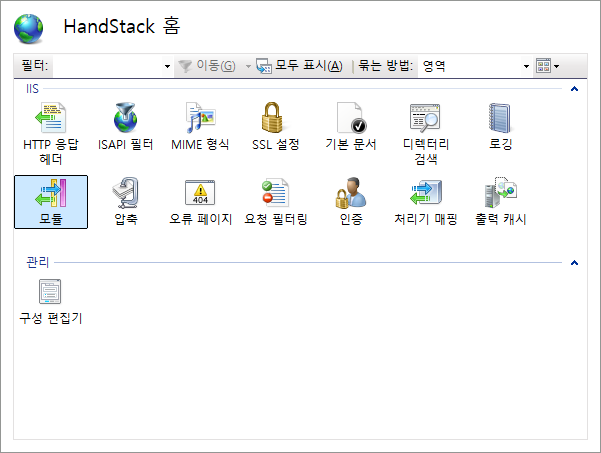 HandStack 홈
필터: 이동(G) 모두 표시(A) 묶는 방법: 영역
IIS
HTTP 응답 헤더
ISAPI 필터
MIME 형식
SSL 설정
기본 문서
디렉터리 검색
로깅
모듈
압축
404
오류 페이지
요청 필터링
인증
처리기 매핑
출력 캐시
관리
구성 편집기